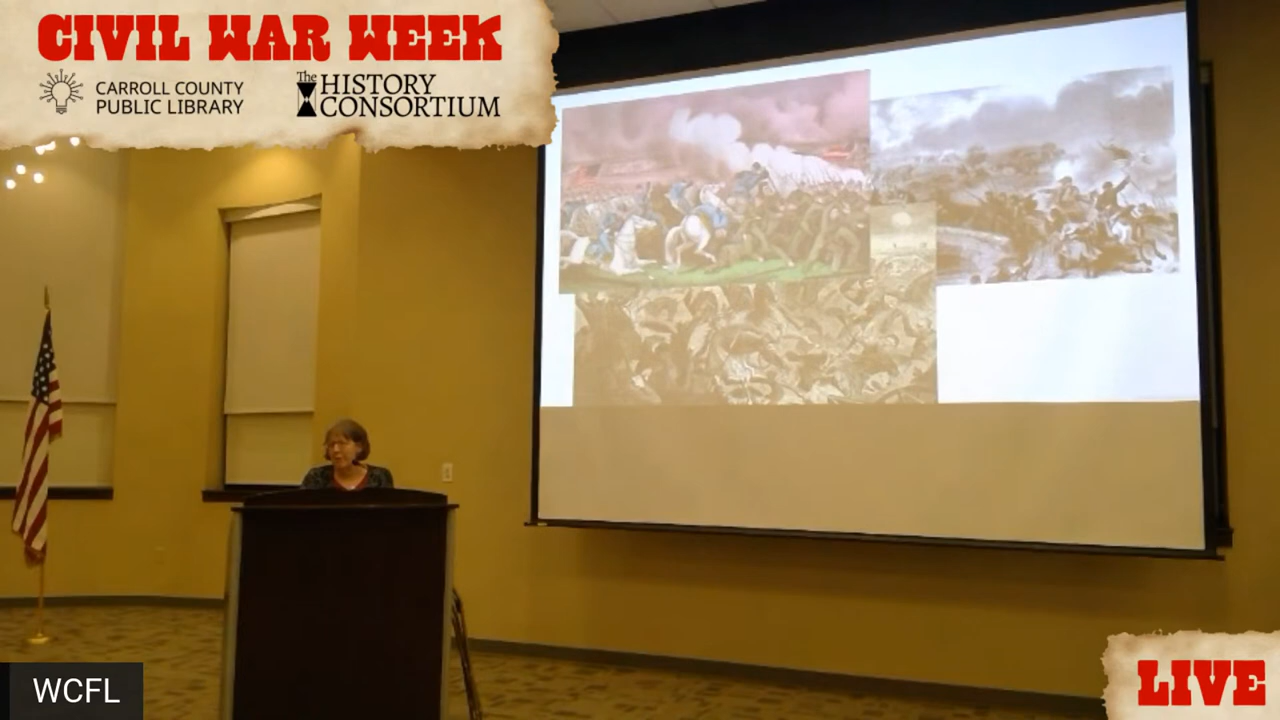 CIVIL WAR WEEK
CARROLL COUNTY
PUBLIC LIBRARY
The
HISTORY
CONSORTIUM
WCFL
LIVE